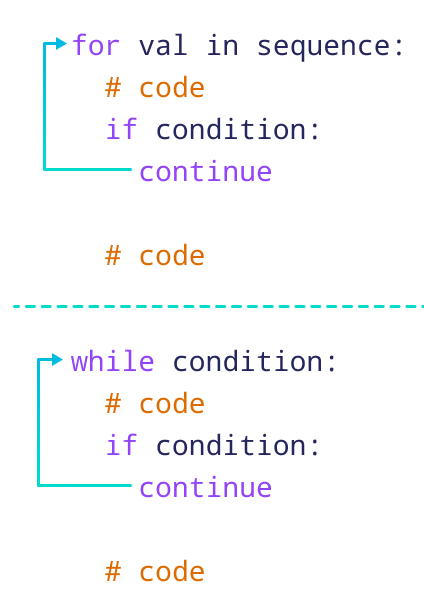 for val in sequence:
# code
if condition:
continue
# code
while condition:
# code
if condition:
continue
# code